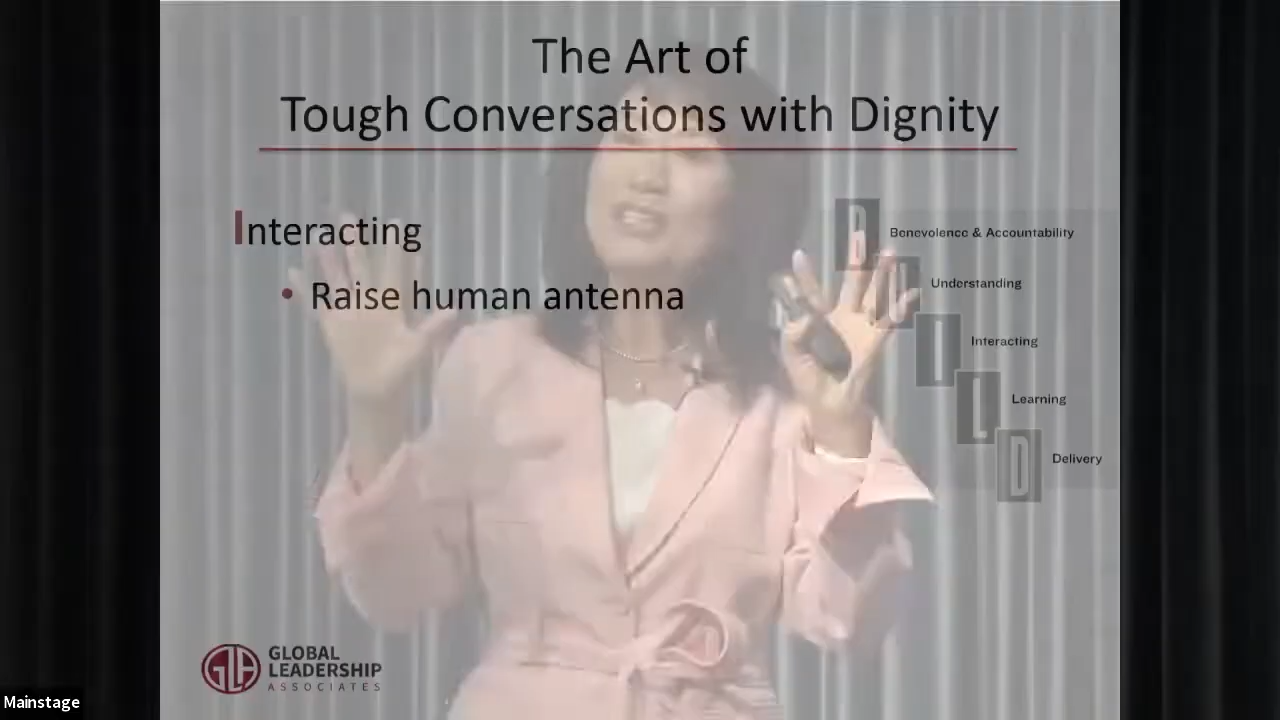 The Art of
Tough Conversations with Dignity
Interacting
• Raise human antenna
B Benevolence & Accountability
U Understanding
I Interacting
L Learning
D Delivery
GLA GLOBAL
LEADERSHIP
ASSOCIATES
Mainstage